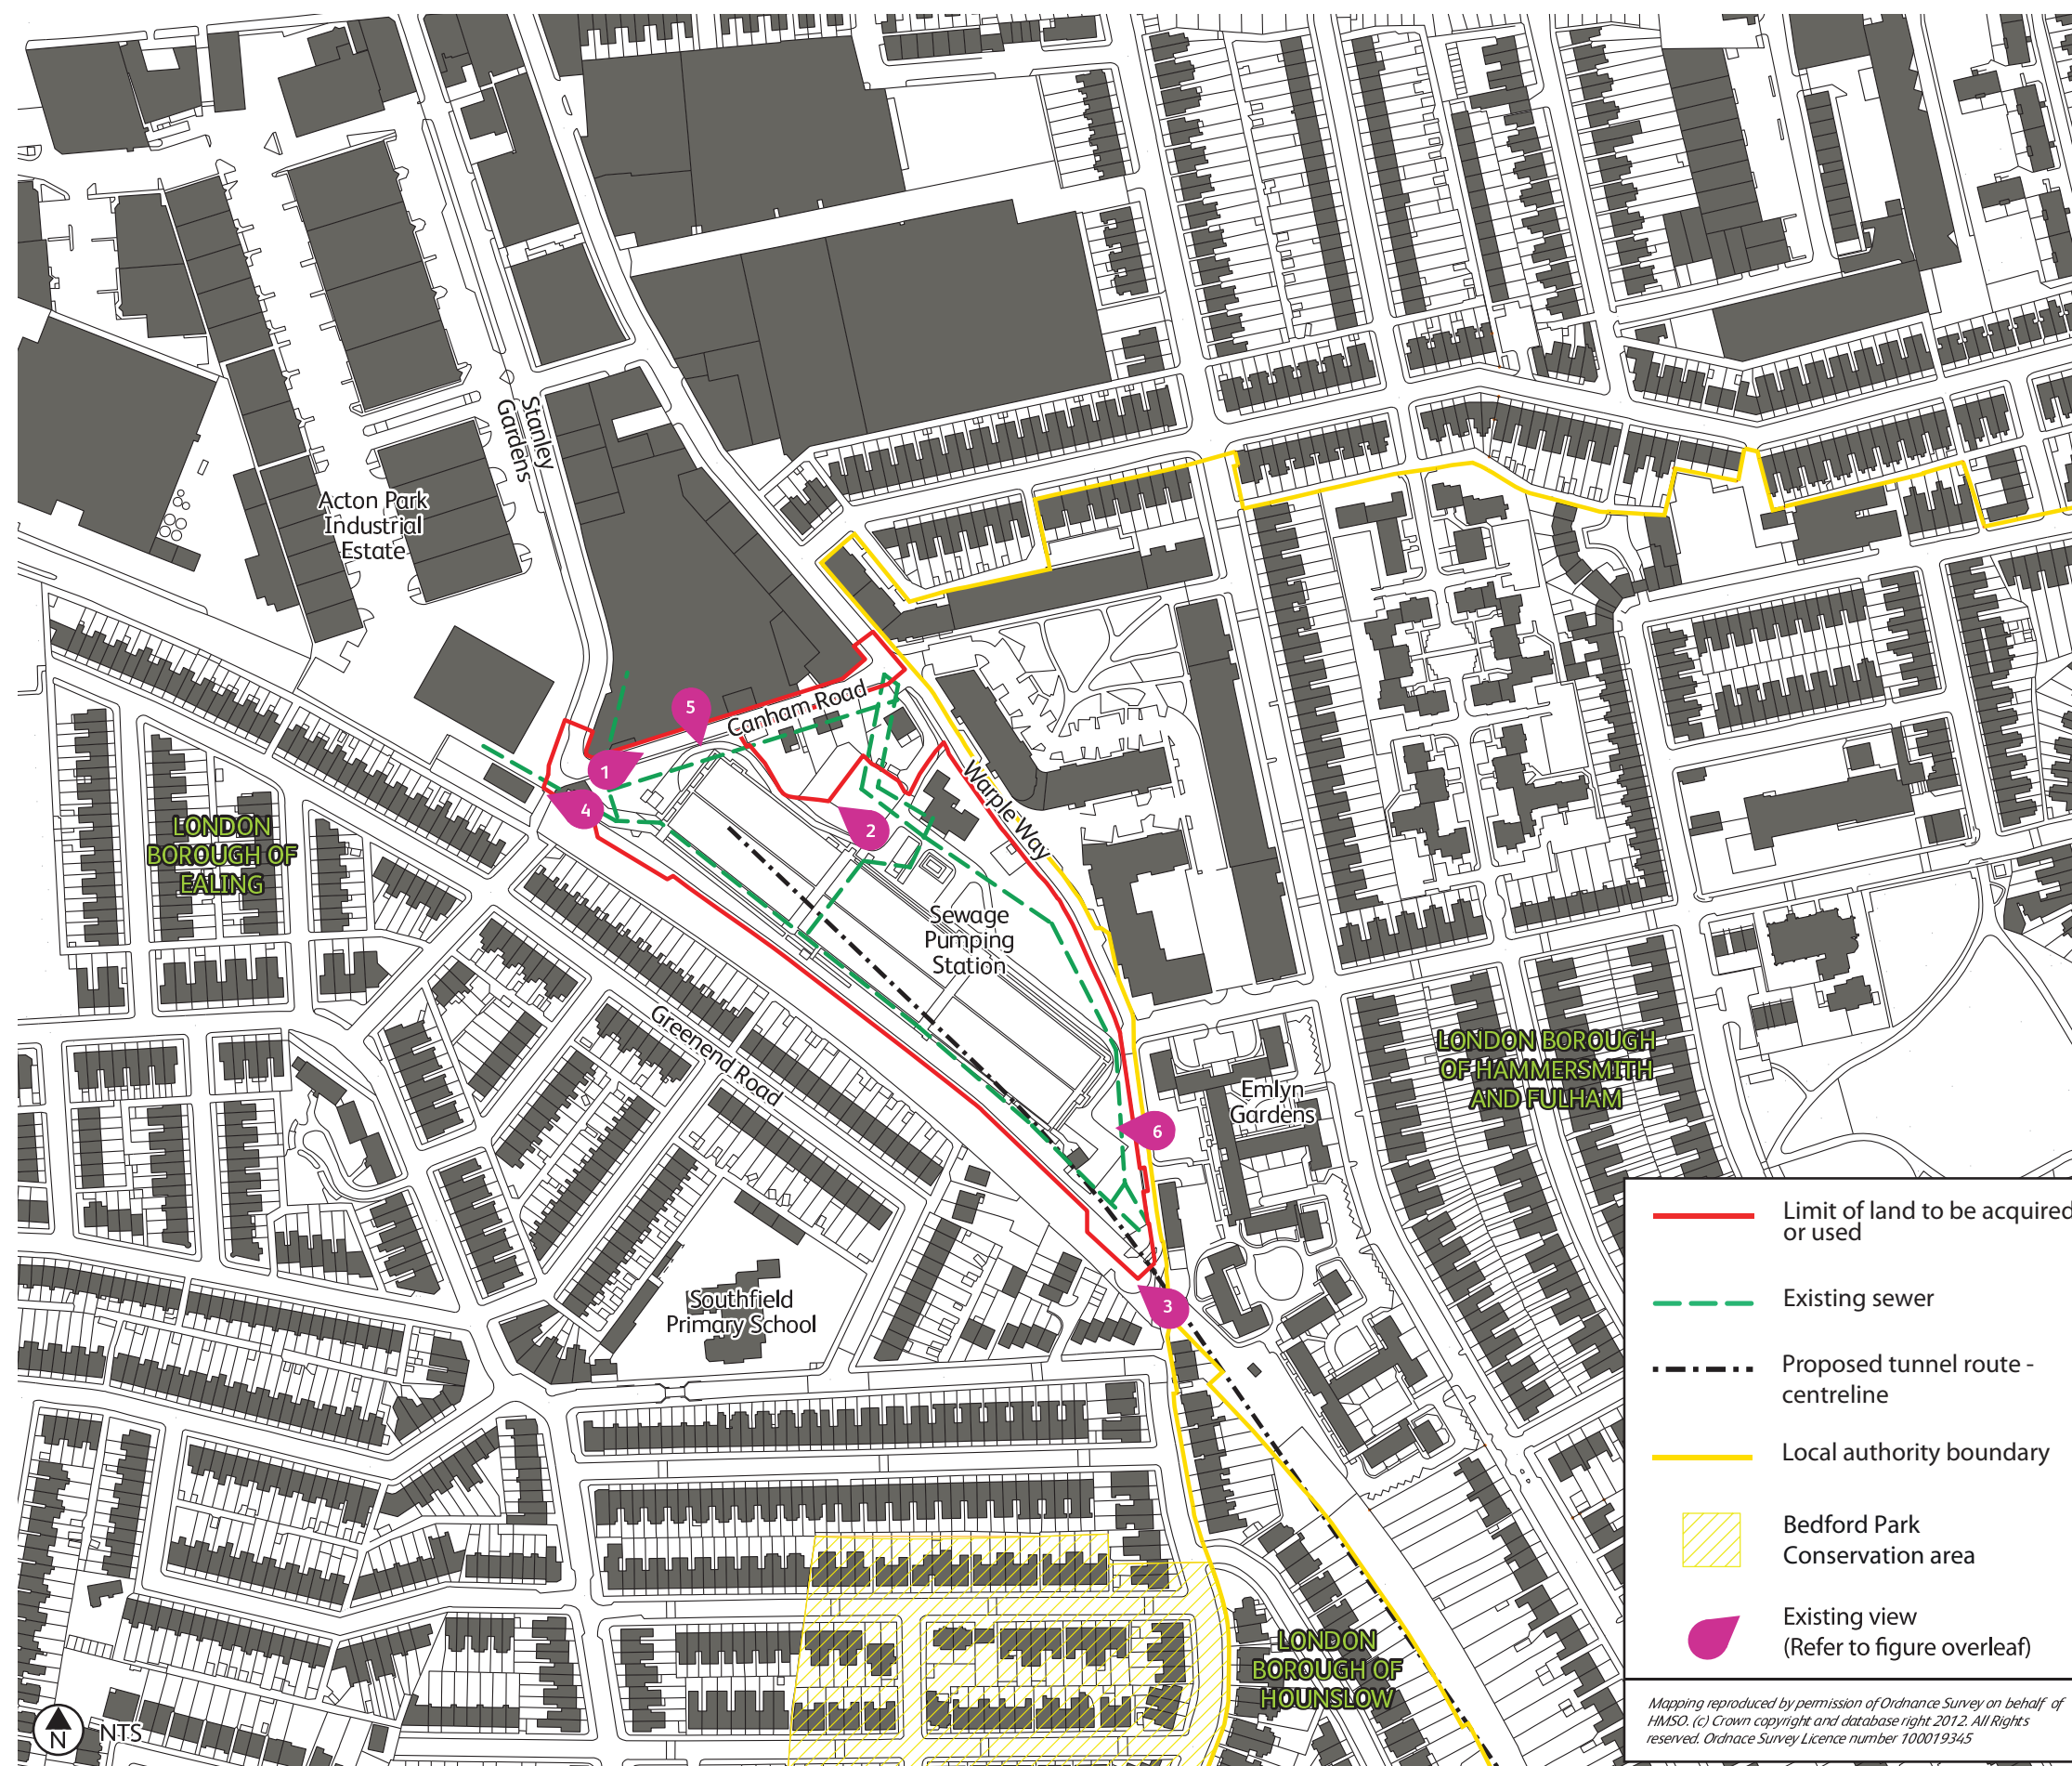 Stanley
Gardens
Acton Park
Industrial
Estate
5
Canham Road
1
4
2
Warple Way
LONDON
BOROUGH OF
EALING
Sewage
Pumping
Station
Greenend Road
LONDON BOROUGH
OF HAMMERSMITH
AND FULHAM
Emlyn
Gardens
6
3
Southfield
Primary School
LONDON
BOROUGH OF
HOUNSLOW
N
NTS
Limit of land to be acquired
or used
Existing sewer
Proposed tunnel route -
centreline
Local authority boundary
Bedford Park
Conservation area
Existing view
(Refer to figure overleaf)
Mapping reproduced by permission of Ordnance Survey on behalf of
HMSO. (c) Crown copyright and database right 2012. All Rights
reserved. Ordnace Survey Licence number 100019345